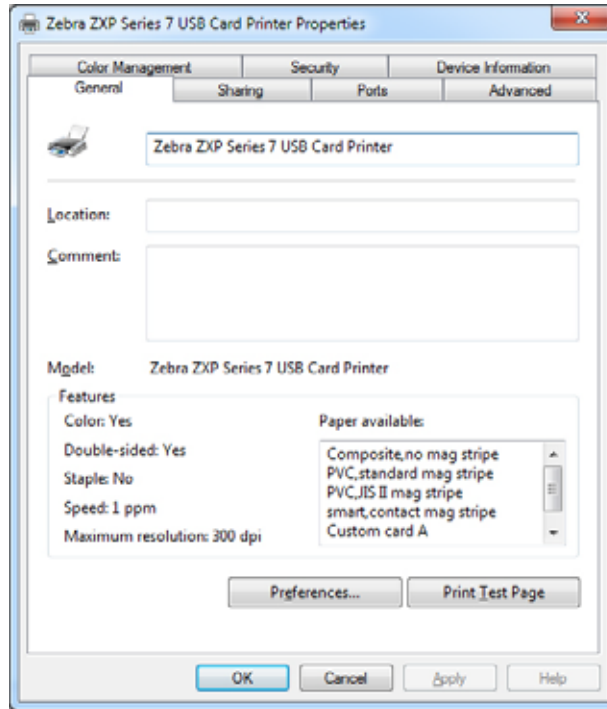 Zebra ZXP Series 7 USB Card Printer Properties
Color Management Security Device Information
General Sharing Ports Advanced
Zebra ZXP Series 7 USB Card Printer
Location:
Comment:
Model: Zebra ZXP Series 7 USB Card Printer
Features
Color: Yes
Double-sided: Yes
Staple: No
Speed: 1 ppm
Maximum resolution: 300 dpi
Paper available:
Composite,no mag stripe
PVC,standard mag stripe
PVC,JIS II mag stripe
smart,contact mag stripe
Custom card A
Preferences... Print Test Page
OK Cancel Apply Help